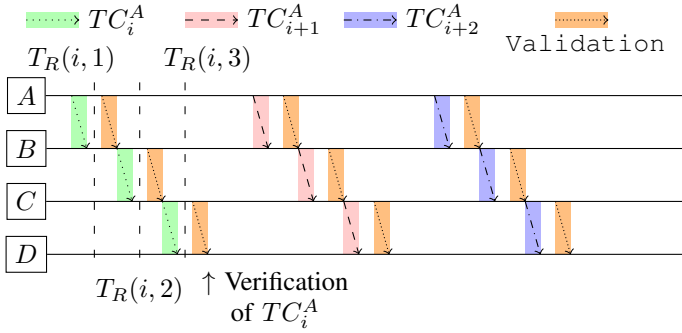 TC_i^A TC_{i+1}^A TC_{i+2}^A Validation
T_R(i, 1) T_R(i, 3)
A
B
C
D
T_R(i, 2) ↑ Verification
of TC_i^A